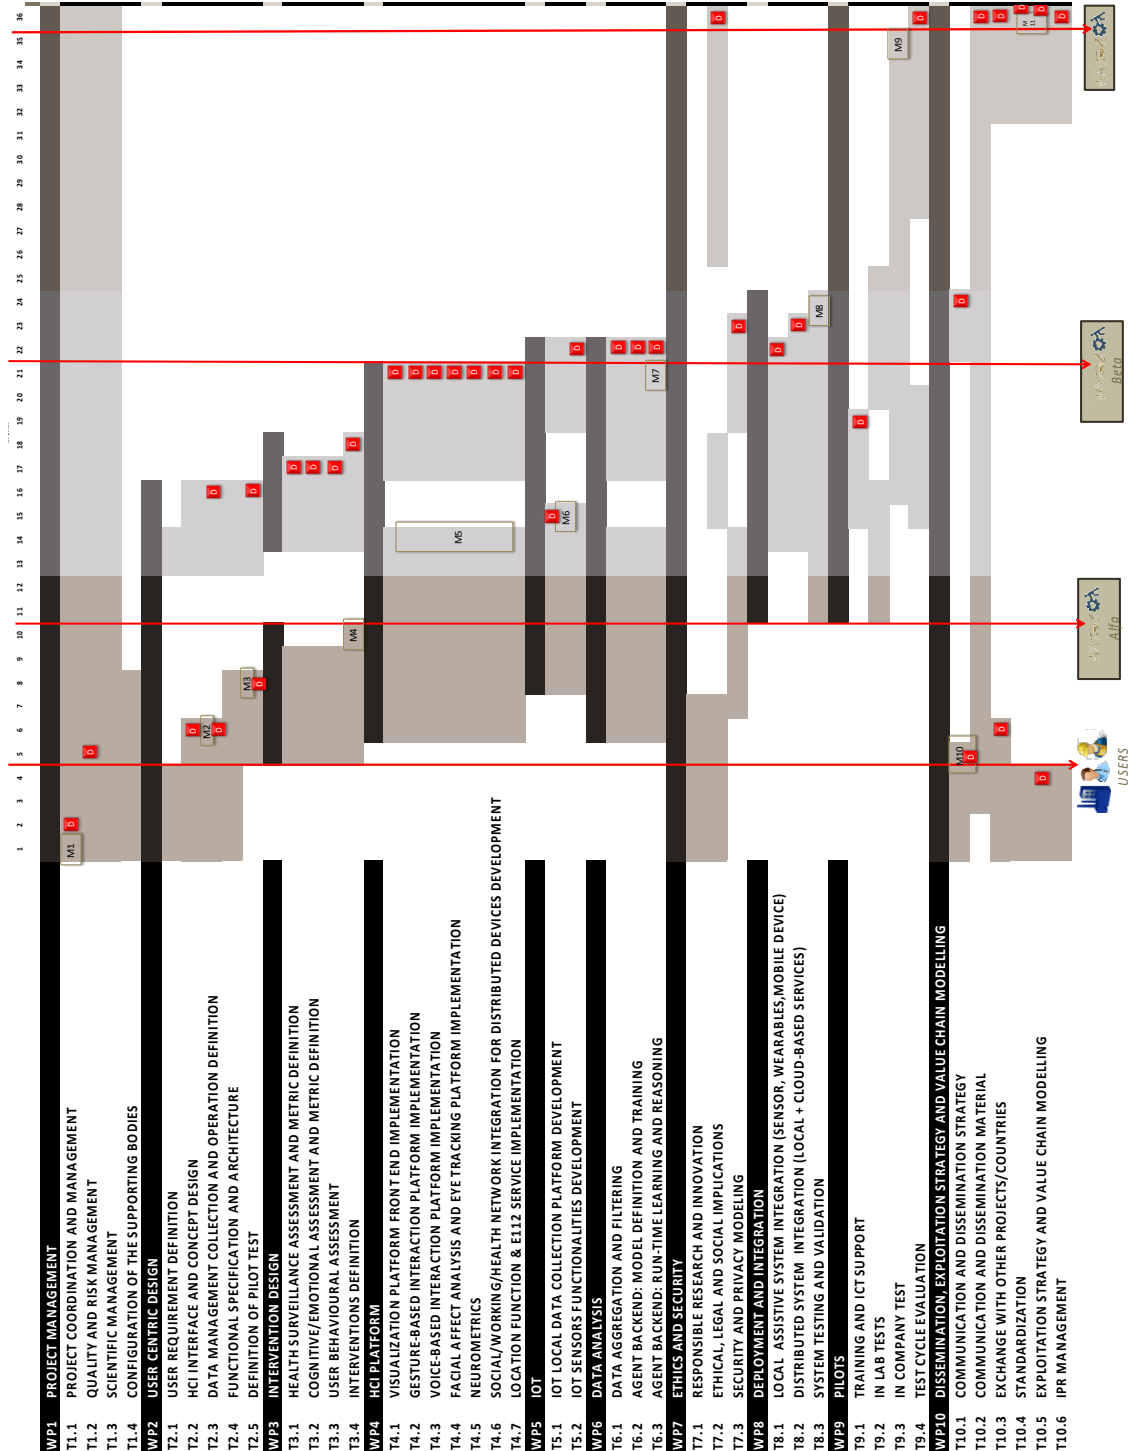 1 2 3 4 5 6 7 8 9 10 11 12 13 14 15 16 17 18 19 20 21 22 23 24 25 26 27 28 29 30 31 32 33 34 35 36
WP1 PROJECT MANAGEMENT
T1.1 PROJECT COORDINATION AND MANAGEMENT M1 D
T1.2 QUALITY AND RISK MANAGEMENT D
T1.3 SCIENTIFIC MANAGEMENT
T1.4 CONFIGURATION OF THE SUPPORTING BODIES
WP2 USER CENTRIC DESIGN
T2.1 USER REQUIREMENT DEFINITION
T2.2 HCI INTERFACE AND CONCEPT DESIGN D
T2.3 DATA MANAGEMENT COLLECTION AND OPERATION DEFINITION M2 D D
T2.4 FUNCTIONAL SPECIFICATION AND ARCHITECTURE
T2.5 DEFINITION OF PILOT TEST M3 D D
WP3 INTERVENTION DESIGN
T3.1 HEALTH SURVEILLANCE ASSESSMENT AND METRIC DEFINITION D
T3.2 COGNITIVE/EMOTIONAL ASSESSMENT AND METRIC DEFINITION D
T3.3 USER BEHAVIOURAL ASSESSMENT D
T3.4 INTERVENTIONS DEFINITION M4 D
WP4 HCI PLATFORM
T4.1 VISUALIZATION PLATFORM FRONT END IMPLEMENTATION D
T4.2 GESTURE-BASED INTERACTION PLATFORM IMPLEMENTATION D
T4.3 VOICE-BASED INTERACTION PLATFORM IMPLEMENTATION D
T4.4 FACIAL AFFECT ANALYSIS AND EYE TRACKING PLATFORM IMPLEMENTATION M5 D
T4.5 NEUROMETRICS D
T4.6 SOCIAL/WORKING/HEALTH NETWORK INTEGRATION FOR DISTRIBUTED DEVICES DEVELOPMENT D
T4.7 LOCATION FUNCTION & E112 SERVICE IMPLEMENTATION D
WP5 IOT
T5.1 IOT LOCAL DATA COLLECTION PLATFORM DEVELOPMENT D
T5.2 IOT SENSORS FUNCTIONALITIES DEVELOPMENT M6 D
WP6 DATA ANALYSIS
T6.1 DATA AGGREGATION AND FILTERING D
T6.2 AGENT BACKEND: MODEL DEFINITION AND TRAINING D
T6.3 AGENT BACKEND: RUN-TIME LEARNING AND REASONING M7 D
WP7 ETHICS AND SECURITY
T7.1 RESPONSIBLE RESEARCH AND INNOVATION
T7.2 ETHICAL, LEGAL AND SOCIAL IMPLICATIONS D
T7.3 SECURITY AND PRIVACY MODELING D
WP8 DEPLOYMENT AND INTEGRATION
T8.1 LOCAL ASSISTIVE SYSTEM INTEGRATION (SENSOR, WEARABLES,MOBILE DEVICE) D
T8.2 DISTRIBUTED SYSTEM INTEGRATION (LOCAL + CLOUD-BASED SERVICES) D
T8.3 SYSTEM TESTING AND VALIDATION M8
WP9 PILOTS
T9.1 TRAINING AND ICT SUPPORT D
T9.2 IN LAB TESTS
T9.3 IN COMPANY TEST M9
T9.4 TEST CYCLE EVALUATION D
WP10 DISSEMINATION, EXPLOITATION STRATEGY AND VALUE CHAIN MODELLING
T10.1 COMMUNICATION AND DISSEMINATION STRATEGY M10 D D
T10.2 COMMUNICATION AND DISSEMINATION MATERIAL D
T10.3 EXCHANGE WITH OTHER PROJECTS/COUNTRIES D D
T10.4 STANDARDIZATION M 11 D
T10.5 EXPLOITATION STRATEGY AND VALUE CHAIN MODELLING D D
T10.6 IPR MANAGEMENT D
USERS
Alfa
Beta